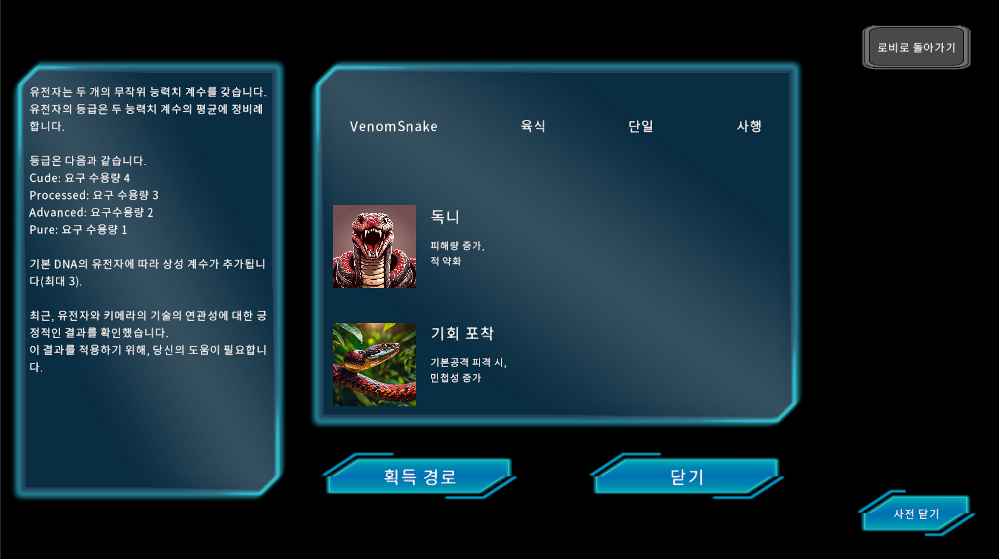 로비로 돌아가기
유전자는 두 개의 무작위 능력치 계수를 갖습니다.
유전자의 등급은 두 능력치 계수의 평균에 정비례
합니다.
등급은 다음과 같습니다.
Cude: 요구 수용량 4
Processed: 요구 수용량 3
Advanced: 요구수용량 2
Pure: 요구 수용량 1
기본 DNA의 유전자에 따라 상성 계수가 추가됩니
다(최대 3).
최근, 유전자와 키메라의 기술의 연관성에 대한 긍
정적인 결과를 확인했습니다.
이 결과를 적용하기 위해, 당신의 도움이 필요합니
다.
VenomSnake 육식 단일 사행
독니
피해량 증가,
적 약화
기회 포착
기본공격 피격 시,
민첩성 증가
획득 경로
닫기
사전 닫기